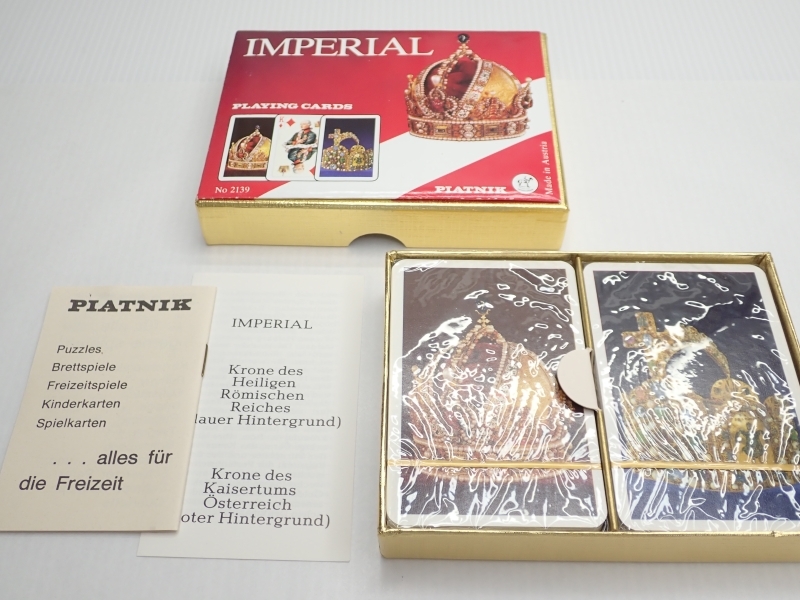 IMPERIAL
PLAYING CARDS
No 2139
PIATNIK
Made in Austria
PIATNIK
Puzzles,
Brettspiele
Freizeitspiele
Kinderkarten
Spielkarten
. . . alles für
die Freizeit
IMPERIAL
Krone des
Heiligen
Römischen
Reiches
lauer Hintergrund)
Krone des
Kaisertums
Österreich
oter Hintergrund)